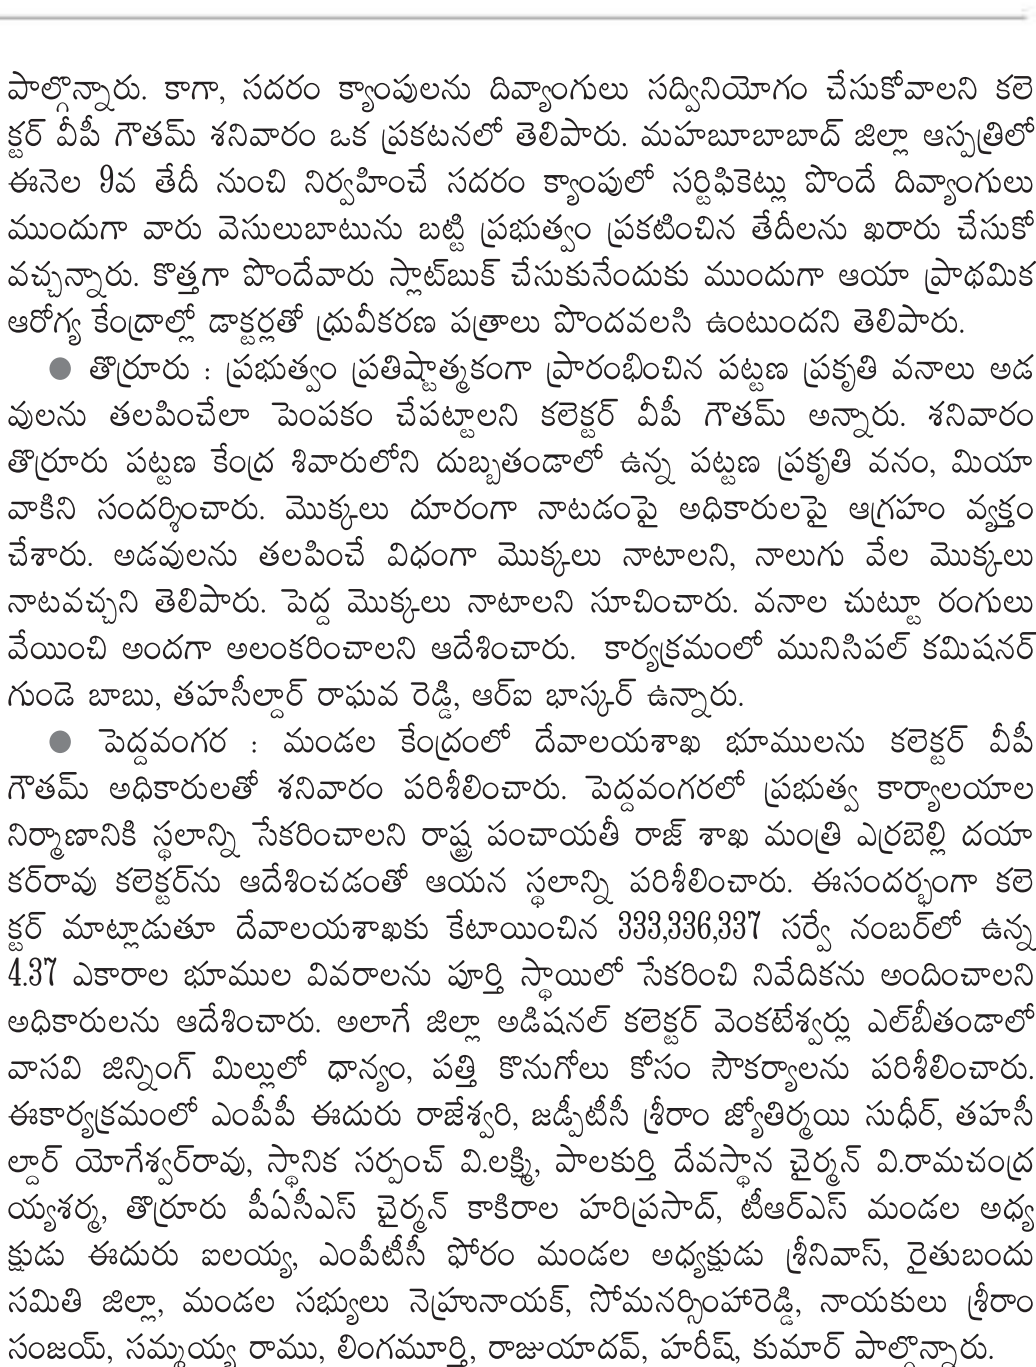 పాల్గొన్నారు. కాగా, సదరం క్యాంపులను దివ్యాంగులు సద్వినియోగం చేసుకోవాలని కలె
క్టర్ వీపీ గౌతమ్ శనివారం ఒక ప్రకటనలో తెలిపారు. మహబూబాబాద్ జిల్లా ఆస్పత్రిలో
ఈనెల 9వ తేదీ నుంచి నిర్వహించే సదరం క్యాంపులో సర్టిఫికెట్లు పొందే దివ్యాంగులు
ముందుగా వారు వెసులుబాటును బట్టి ప్రభుత్వం ప్రకటించిన తేదీలను ఖరారు చేసుకో
వచ్చన్నారు. కొత్తగా పొందేవారు స్లాట్‌బుక్ చేసుకునేందుకు ముందుగా ఆయా ప్రాథమిక
ఆరోగ్య కేంద్రాల్లో డాక్టర్లతో ధ్రువీకరణ పత్రాలు పొందవలసి ఉంటుందని తెలిపారు.
● తొర్రూరు : ప్రభుత్వం ప్రతిష్టాత్మకంగా ప్రారంభించిన పట్టణ ప్రకృతి వనాలు అడ
వులను తలపించేలా పెంపకం చేపట్టాలని కలెక్టర్ వీపీ గౌతమ్ అన్నారు. శనివారం
తొర్రూరు పట్టణ కేంద్ర శివారులోని దుబ్బతండాలో ఉన్న పట్టణ ప్రకృతి వనం, మియా
వాకిని సందర్శించారు. మొక్కలు దూరంగా నాటడంపై అధికారులపై ఆగ్రహం వ్యక్తం
చేశారు. అడవులను తలపించే విధంగా మొక్కలు నాటాలని, నాలుగు వేల మొక్కలు
నాటవచ్చని తెలిపారు. పెద్ద మొక్కలు నాటాలని సూచించారు. వనాల చుట్టూ రంగులు
వేయించి అందగా అలంకరించాలని ఆదేశించారు. కార్యక్రమంలో మునిసిపల్ కమిషనర్
గుండె బాబు, తహసీల్దార్ రాఘవ రెడ్డి, ఆర్ఐ భాస్కర్ ఉన్నారు.
● పెద్దవంగర : మండల కేంద్రంలో దేవాలయశాఖ భూములను కలెక్టర్ వీపీ
గౌతమ్ అధికారులతో శనివారం పరిశీలించారు. పెద్దవంగరలో ప్రభుత్వ కార్యాలయాల
నిర్మాణానికి స్థలాన్ని సేకరించాలని రాష్ట్ర పంచాయతీ రాజ్ శాఖ మంత్రి ఎర్రబెల్లి దయా
కర్‌రావు కలెక్టర్‌ను ఆదేశించడంతో ఆయన స్థలాన్ని పరిశీలించారు. ఈసందర్భంగా కలె
క్టర్ మాట్లాడుతూ దేవాలయశాఖకు కేటాయించిన 333,336,337 సర్వే నంబర్‌లో ఉన్న
4.37 ఎకారాల భూముల వివరాలను పూర్తి స్థాయిలో సేకరించి నివేదికను అందించాలని
అధికారులను ఆదేశించారు. అలాగే జిల్లా అడిషనల్ కలెక్టర్ వెంకటేశ్వర్లు ఎల్‌బీతండాలో
వాసవి జిన్నింగ్ మిల్లులో ధాన్యం, పత్తి కొనుగోలు కోసం సౌకర్యాలను పరిశీలించారు.
ఈకార్యక్రమంలో ఎంపీపీ ఈదురు రాజేశ్వరి, జడ్పీటీసీ శ్రీరాం జ్యోతిర్మయి సుధీర్, తహసీ
ల్దార్ యోగేశ్వర్‌రావు, స్థానిక సర్పంచ్ వి.లక్ష్మి, పాలకుర్తి దేవస్థాన చైర్మన్ వి.రామచంద్ర
య్యశర్మ, తొర్రూరు పీఏసీఎస్ చైర్మన్ కాకిరాల హరిప్రసాద్, టీఆర్ఎస్ మండల అధ్య
క్షుడు ఈదురు ఐలయ్య, ఎంపీటీసీ ఫోరం మండల అధ్యక్షుడు శ్రీనివాస్, రైతుబందు
సమితి జిల్లా, మండల సభ్యులు నెహ్రునాయక్, సోమనర్సింహారెడ్డి, నాయకులు శ్రీరాం
సంజయ్, సమ్మయ్య రాము, లింగమూర్తి, రాజుయాదవ్, హరీష్, కుమార్ పాల్గొన్నారు.